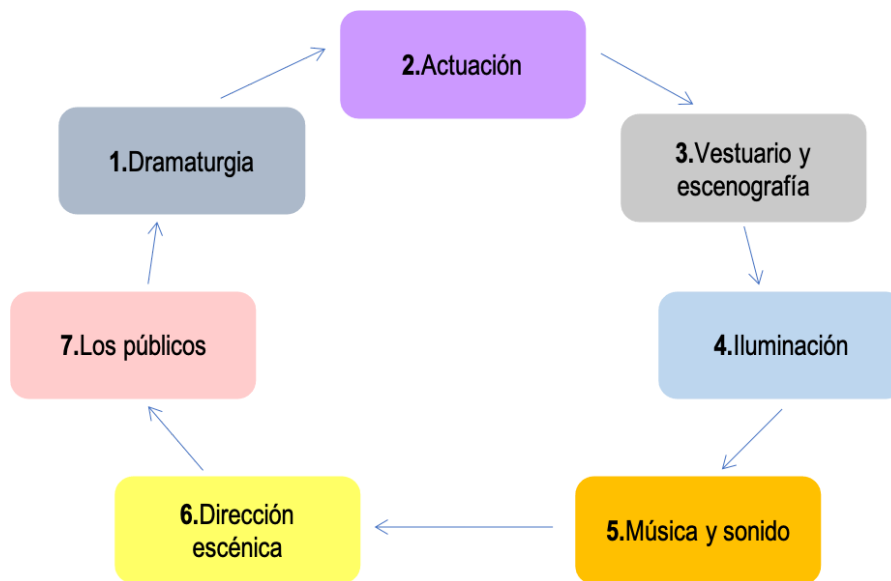 1.Dramaturgia
2.Actuación
3.Vestuario y
escenografía
4.Iluminación
5.Música y sonido
6.Dirección
escénica
7.Los públicos